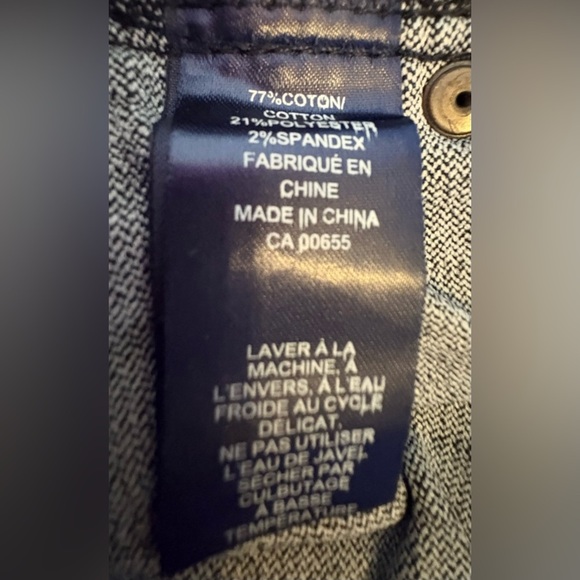 77%COTON/
COTTON
21%POLYESTER
2%SPANDEX
FABRIQUÉ EN
CHINE
MADE IN CHINA
CA 00655
LAVER À LA
MACHINE, À
L'ENVERS, À L'EAU
FROIDE AU CYCLE
DÉLICAT.
NE PAS UTILISER
L'EAU DE JAVEL
SÉCHER PAR
CULBUTAGE
À BASSE
TEMPÉRATURE